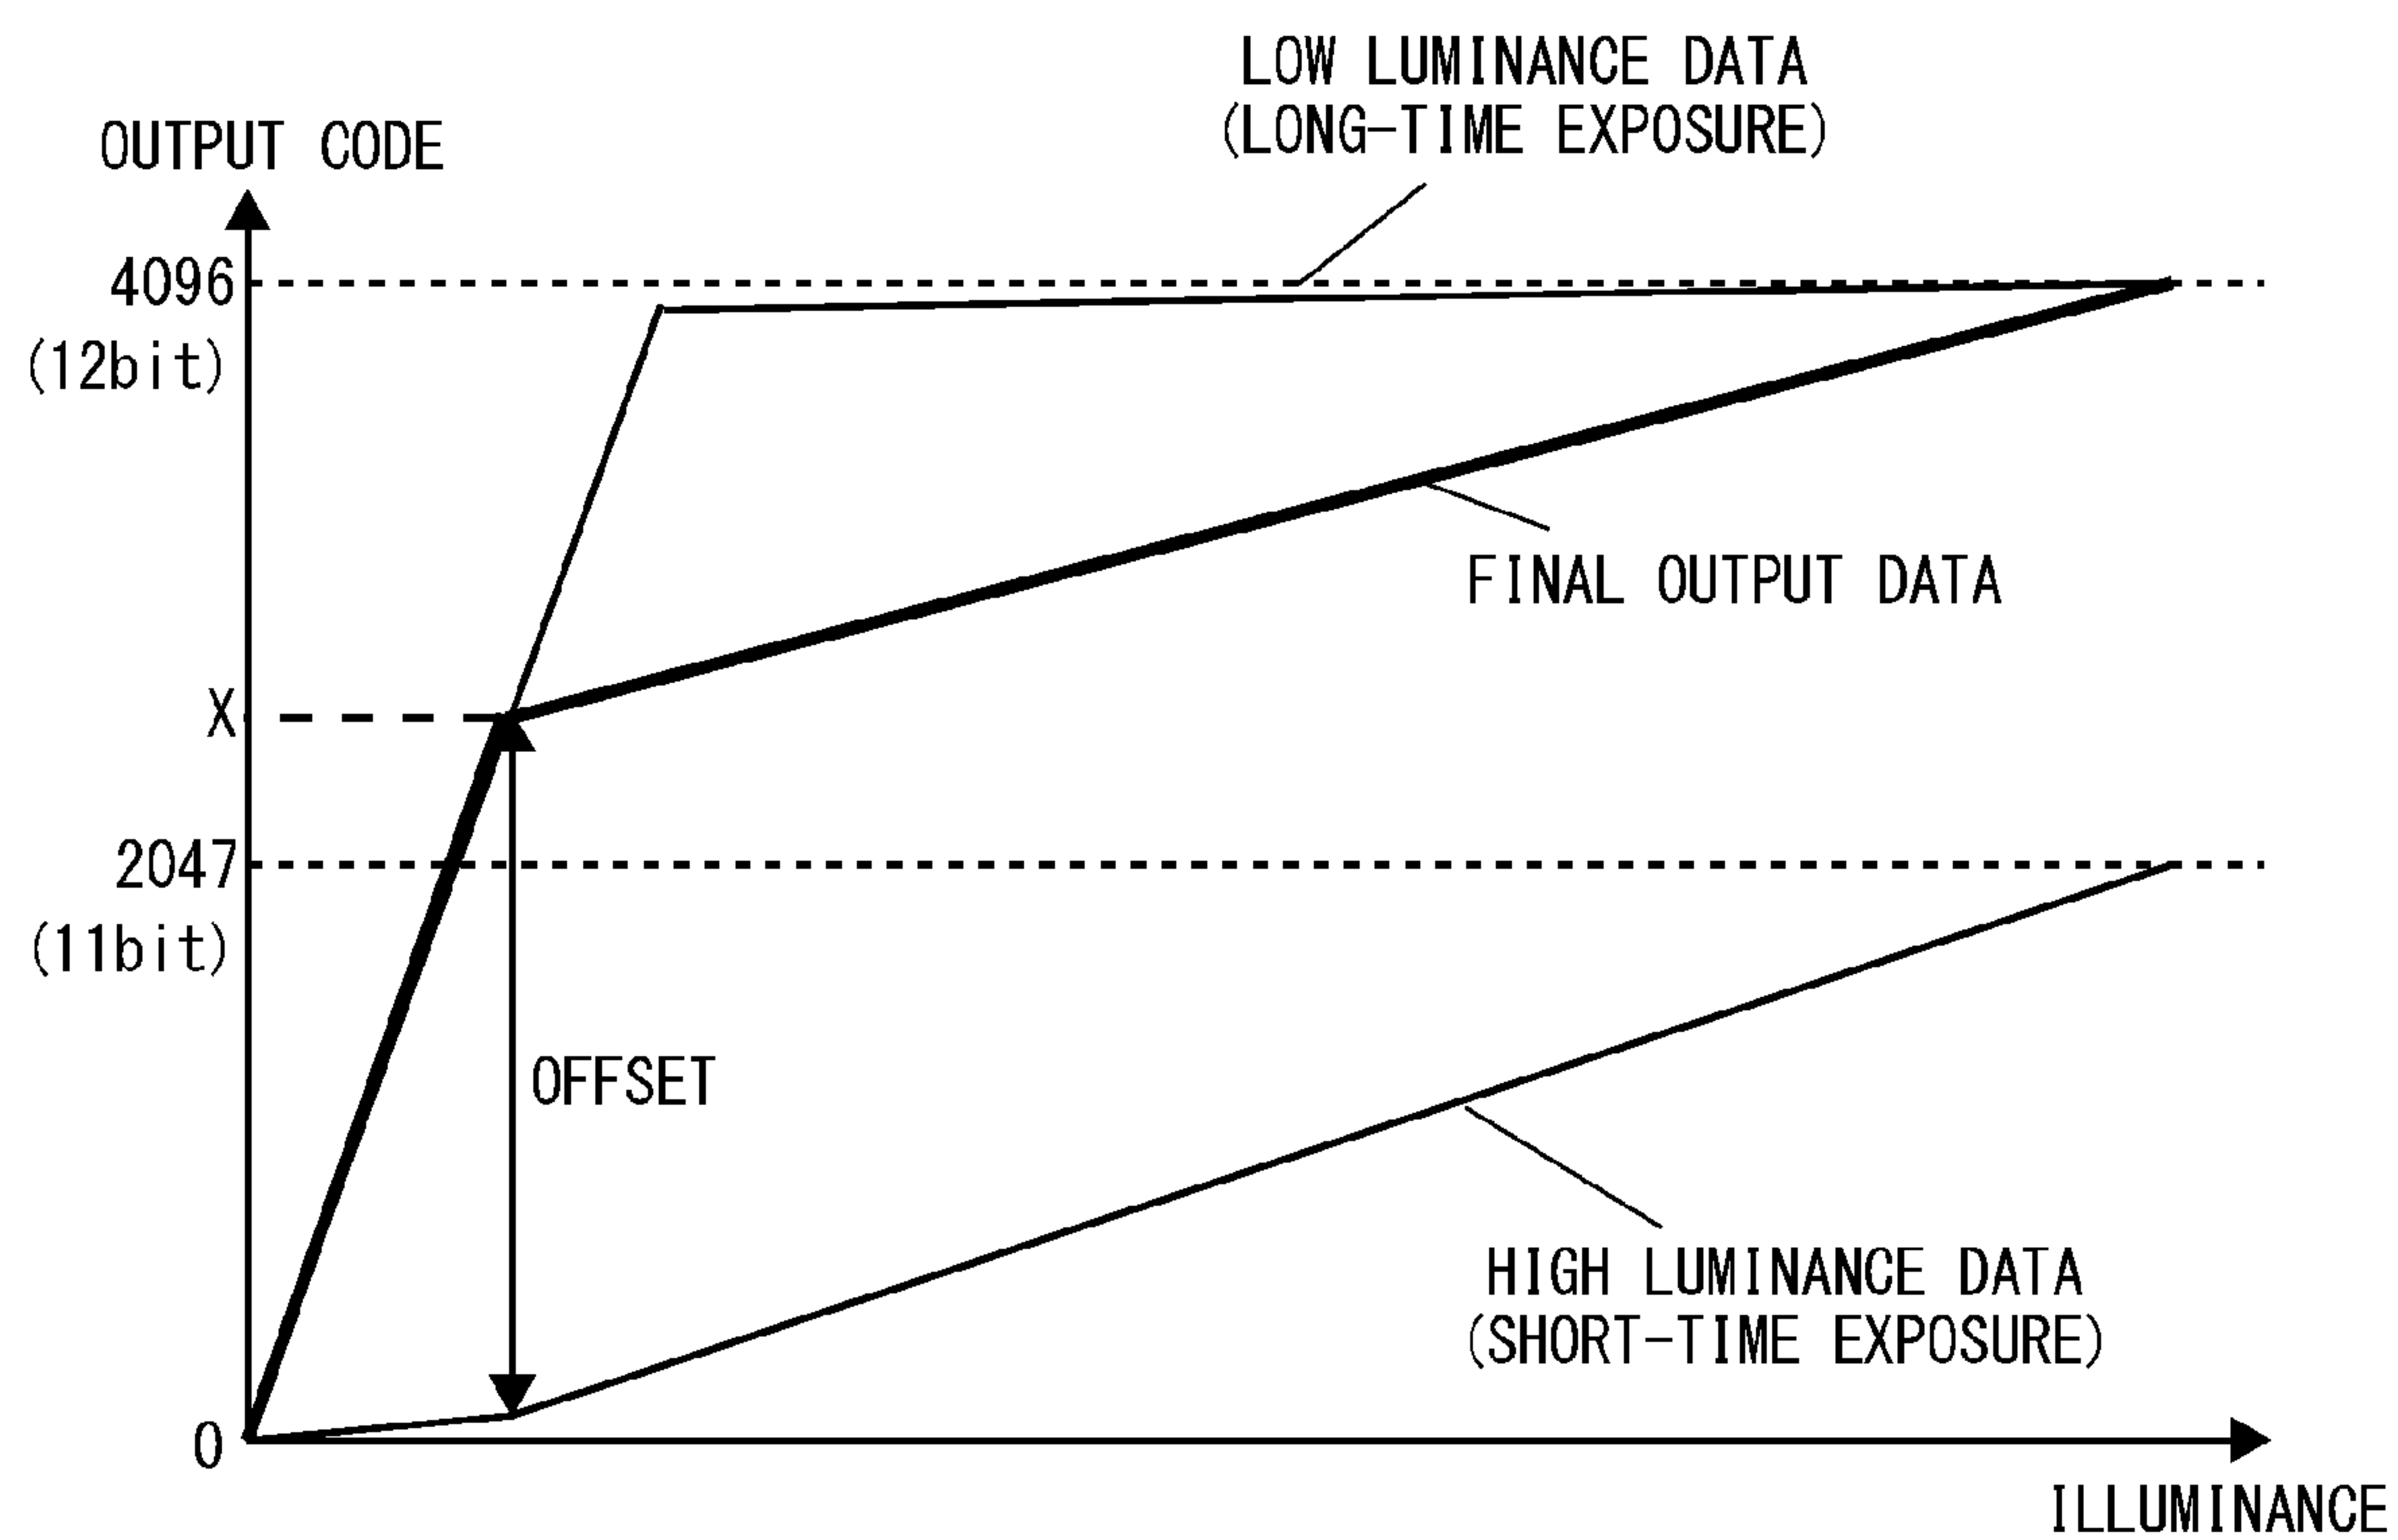 LOW LUMINANCE DATA
(LONG-TIME EXPOSURE)
OUTPUT CODE
4096
(12bit)
FINAL OUTPUT DATA
X
2047
(11bit)
OFFSET
HIGH LUMINANCE DATA
(SHORT-TIME EXPOSURE)
0
ILLUMINANCE